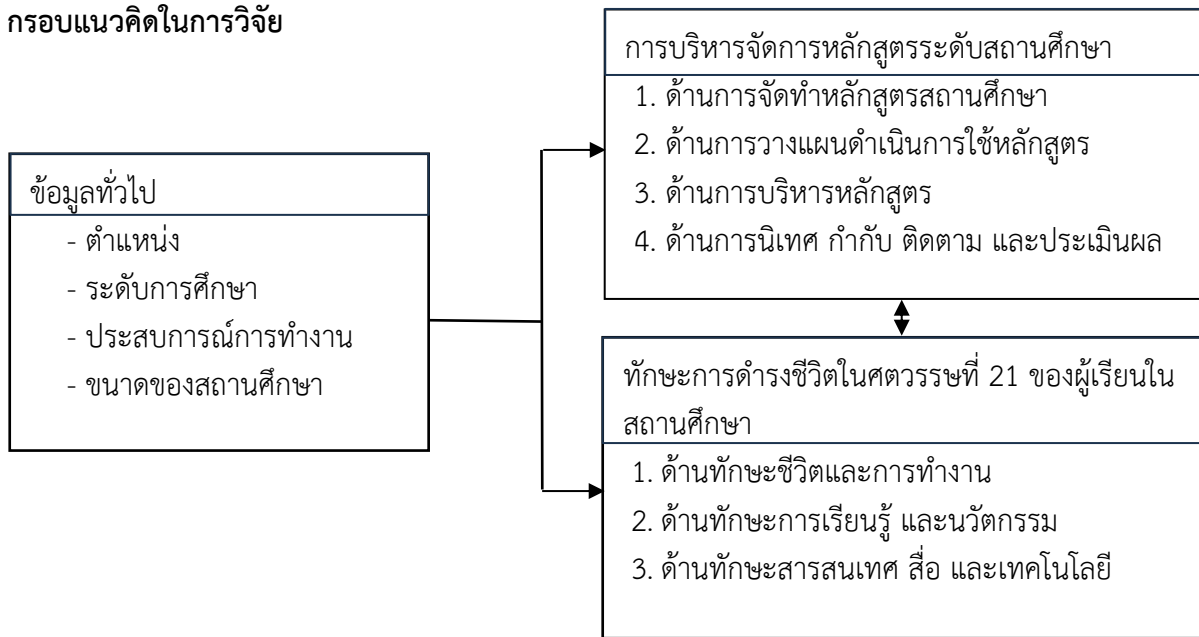 กรอบแนวคิดในการวิจัย
ข้อมูลทั่วไป
- ตำแหน่ง
- ระดับการศึกษา
- ประสบการณ์การทำงาน
- ขนาดของสถานศึกษา
การบริหารจัดการหลักสูตรระดับสถานศึกษา
1. ด้านการจัดทำหลักสูตรสถานศึกษา
2. ด้านการวางแผนดำเนินการใช้หลักสูตร
3. ด้านการบริหารหลักสูตร
4. ด้านการนิเทศ กำกับ ติดตาม และประเมินผล
ทักษะการดำรงชีวิตในศตวรรษที่ 21 ของผู้เรียนใน
สถานศึกษา
1. ด้านทักษะชีวิตและการทำงาน
2. ด้านทักษะการเรียนรู้ และนวัตกรรม
3. ด้านทักษะสารสนเทศ สื่อ และเทคโนโลยี